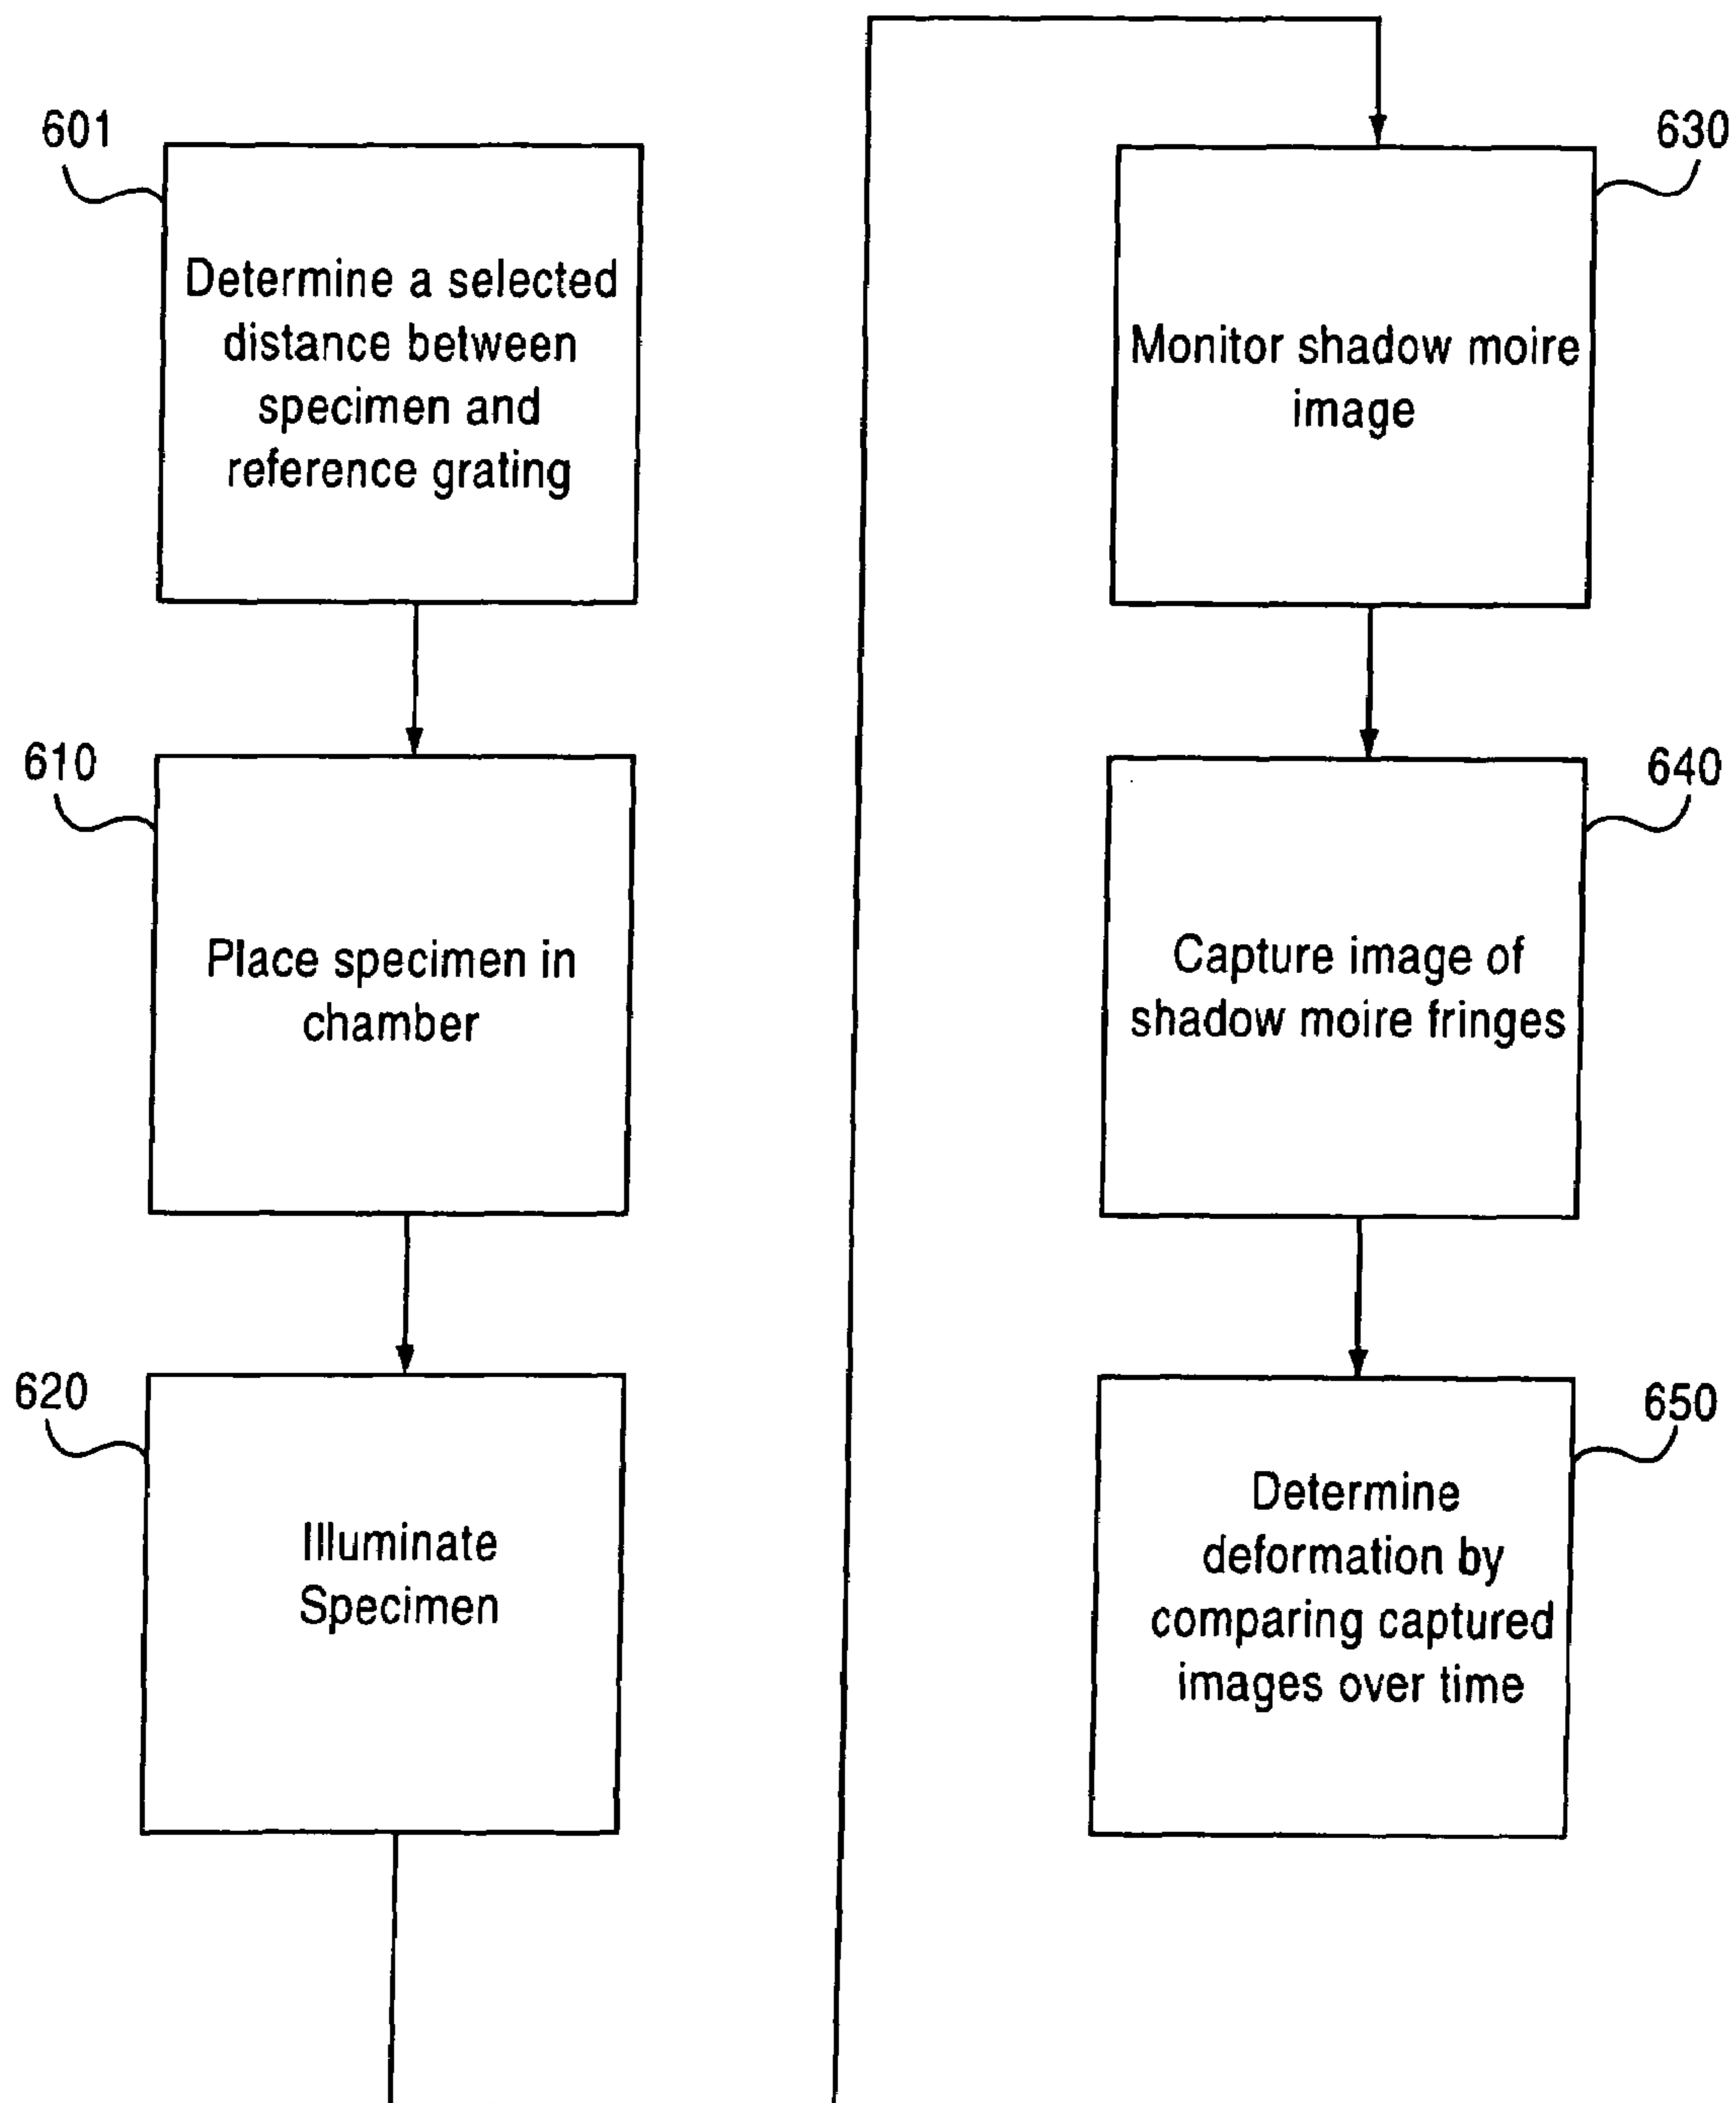 601
Determine a selected
distance between
specimen and
reference grating
610
Place specimen in
chamber
620
Illuminate
Specimen
630
Monitor shadow moire
image
640
Capture image of
shadow moire fringes
650
Determine
deformation by
comparing captured
images over time